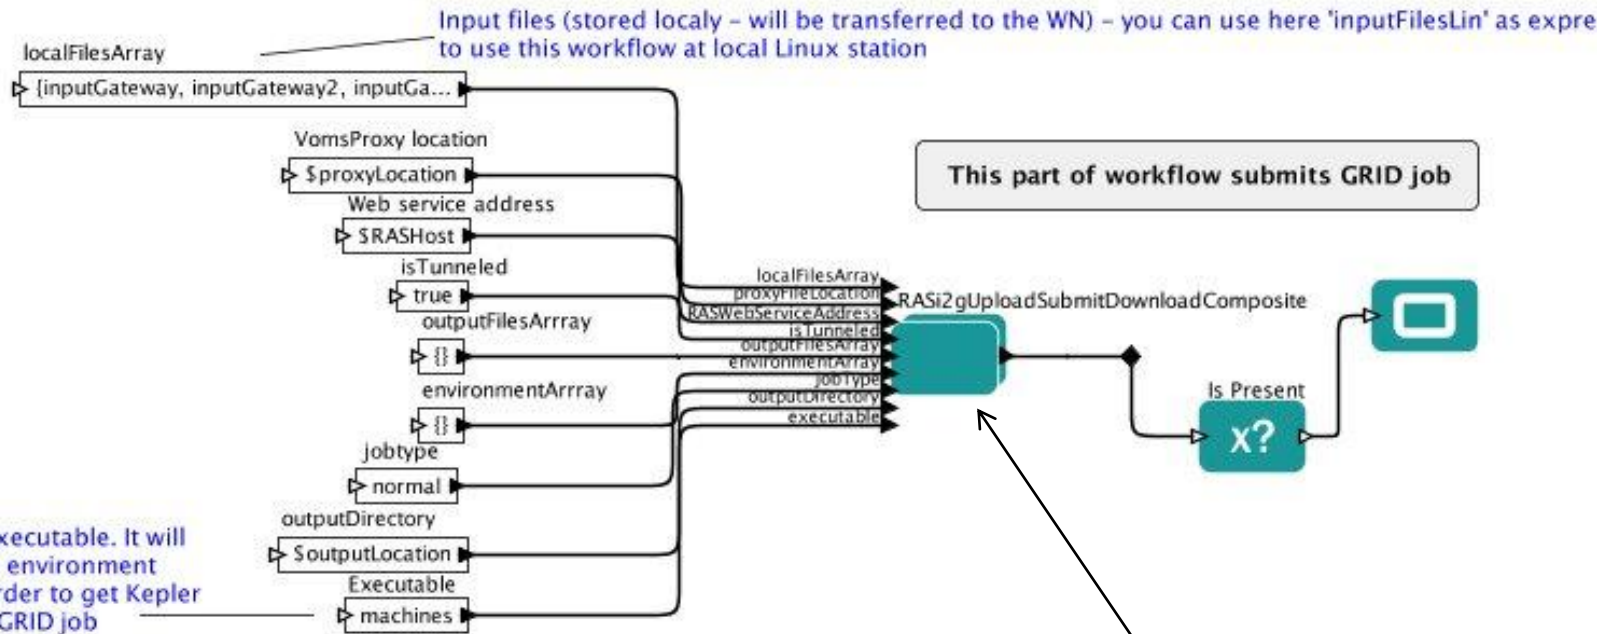 Input files (stored localy – will be transferred to the WN) – you can use here 'inputFilesLin' as expre
to use this workflow at local Linux station
localFilesArray
{inputGateway, inputGateway2, inputGa...
VomsProxy location
$proxyLocation
This part of workflow submits GRID job
Web service address
$RASHost
isTunneled
true
outputFilesArrray
{}
environmentArrray
{}
jobtype
normal
outputDirectory
$outputLocation
Executable
machines
localFilesArray
proxyFileLocation
RASWebServiceAddress
isTunneled
outputFilesArray
environmentArray
jobType
outputDirectory
executable
RASi2gUploadSubmitDownloadComposite
Is Present
x?
xecutable. It will
environment
rder to get Kepler
GRID job